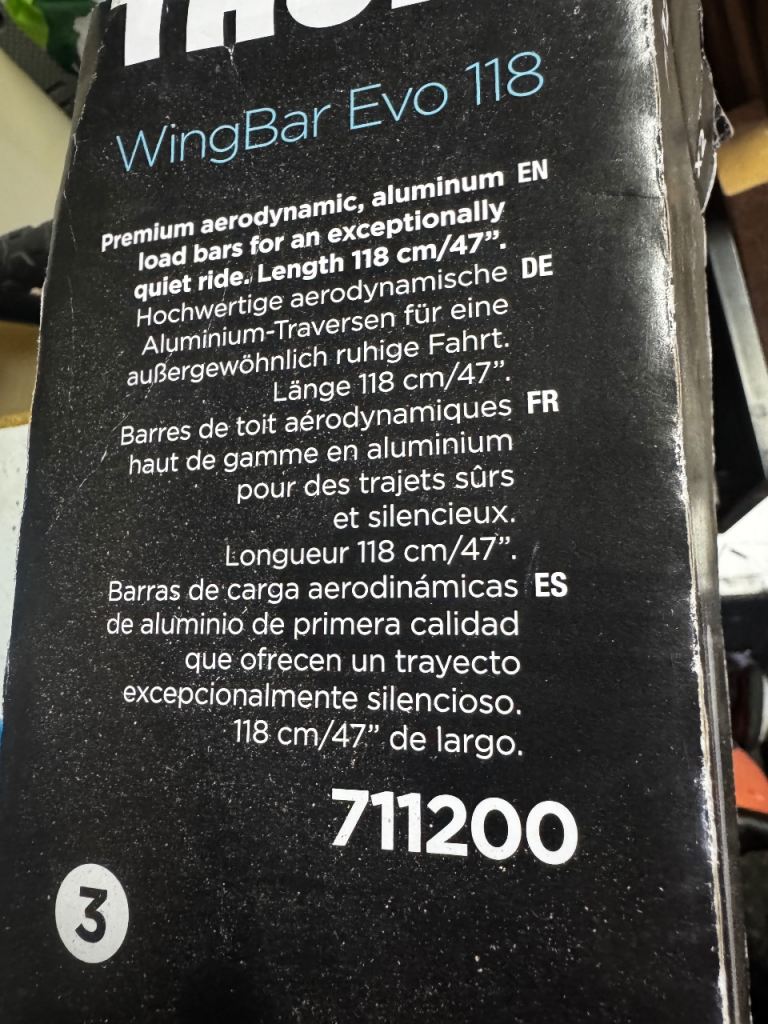 WingBar Evo 118
Premium aerodynamic, aluminum EN
load bars for an exceptionally
quiet ride. Length 118 cm/47”.
Hochwertige aerodynamische DE
Aluminium-Traversen für eine
außergewöhnlich ruhige Fahrt.
Länge 118 cm/47”.
Barres de toit aérodynamiques FR
haut de gamme en aluminium
pour des trajets sûrs
et silencieux.
Longueur 118 cm/47”.
Barras de carga aerodinámicas ES
de aluminio de primera calidad
que ofrecen un trayecto
excepcionalmente silencioso.
118 cm/47” de largo.
711200
3
x2